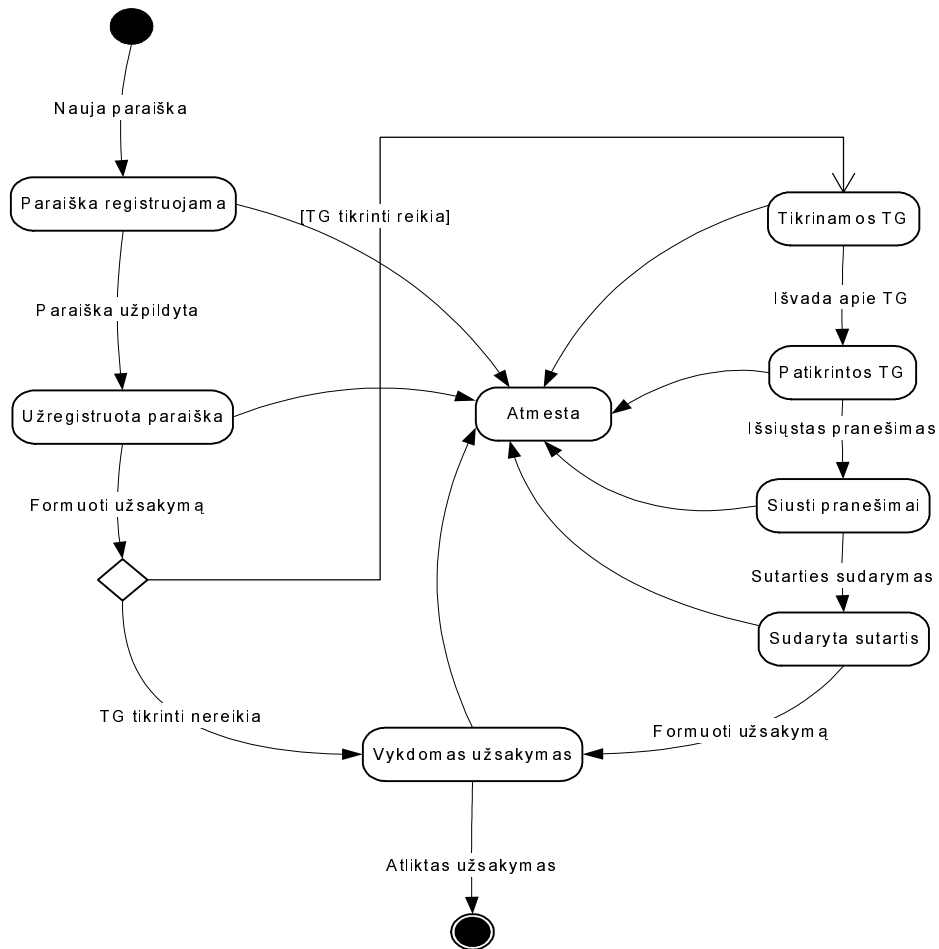 Nauja paraiška
Paraiška registruojama
[TG tikrinti reikia]
Tikrinamos TG
Išvada apie TG
Paraiška užpildyta
Patikrintos TG
Užregistruota paraiška
Atmesta
Išsiųstas pranešimas
Formuoti užsakymą
Siusti pranešimai
Sutarties sudarymas
Sudaryta sutartis
TG tikrinti nereikia
Formuoti užsakymą
Vykdomas užsakymas
Atliktas užsakymas